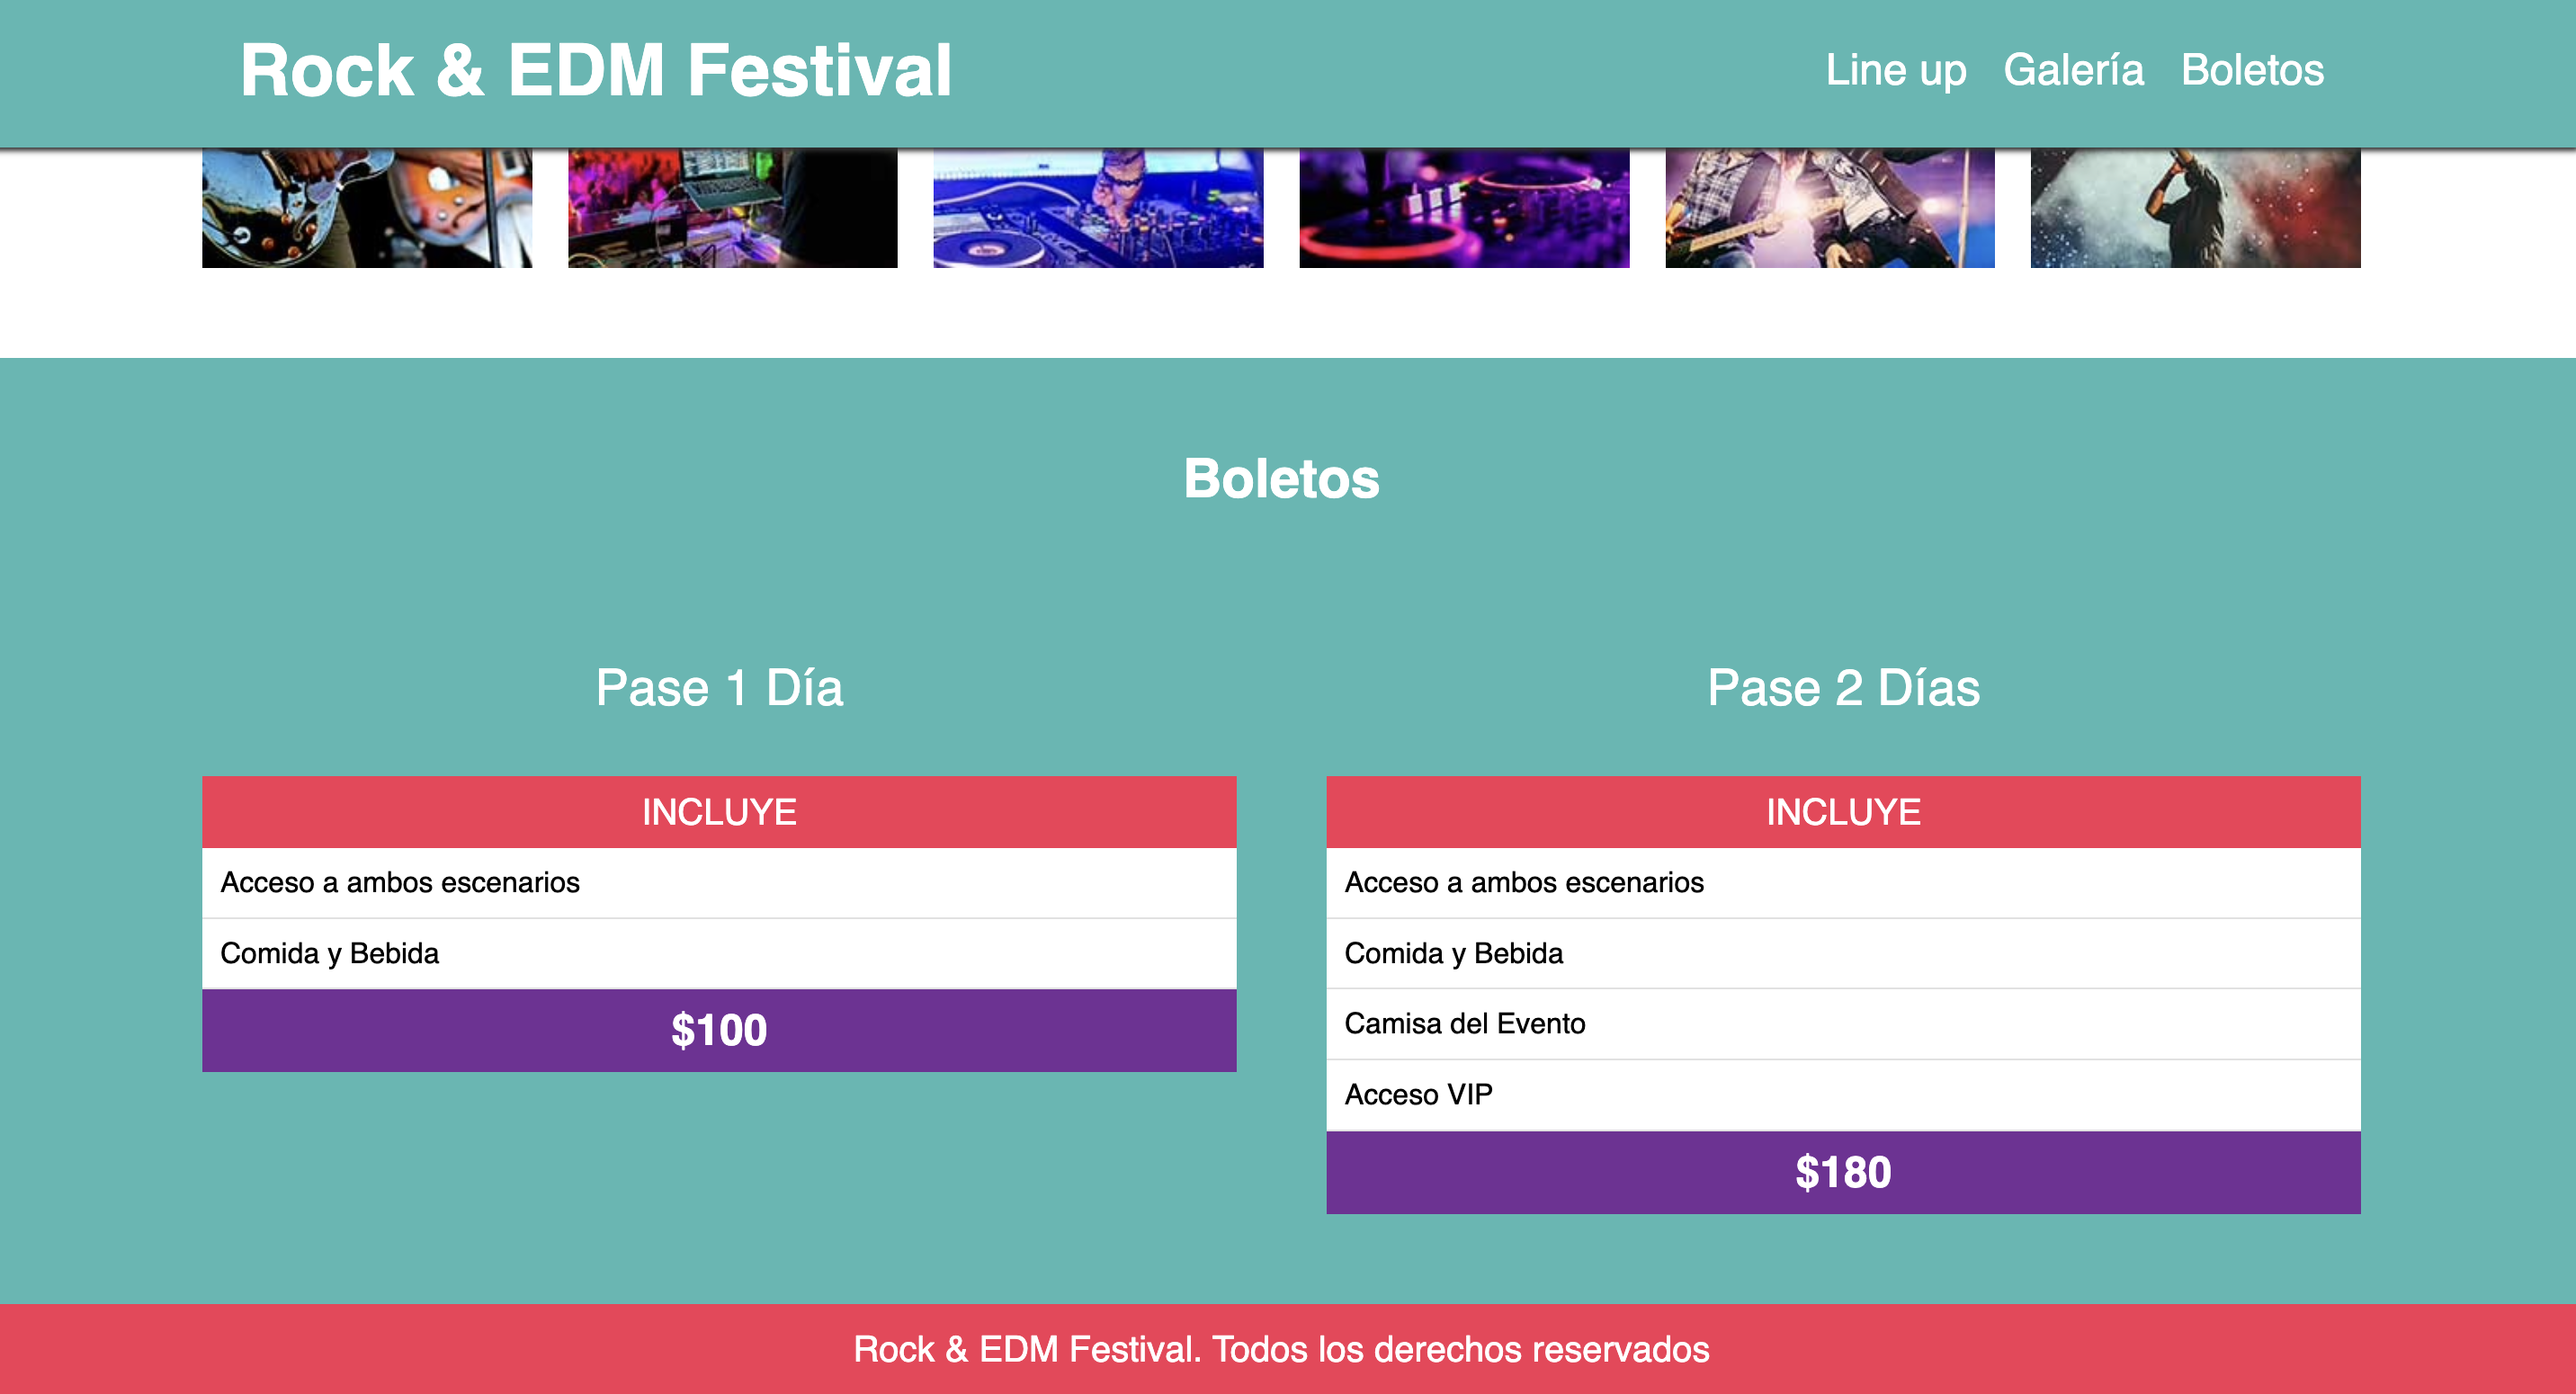 Rock & EDM Festival
Line up Galería Boletos
Boletos
Pase 1 Día
INCLUYE
Acceso a ambos escenarios
Comida y Bebida
$100
Pase 2 Días
INCLUYE
Acceso a ambos escenarios
Comida y Bebida
Camisa del Evento
Acceso VIP
$180
Rock & EDM Festival. Todos los derechos reservados